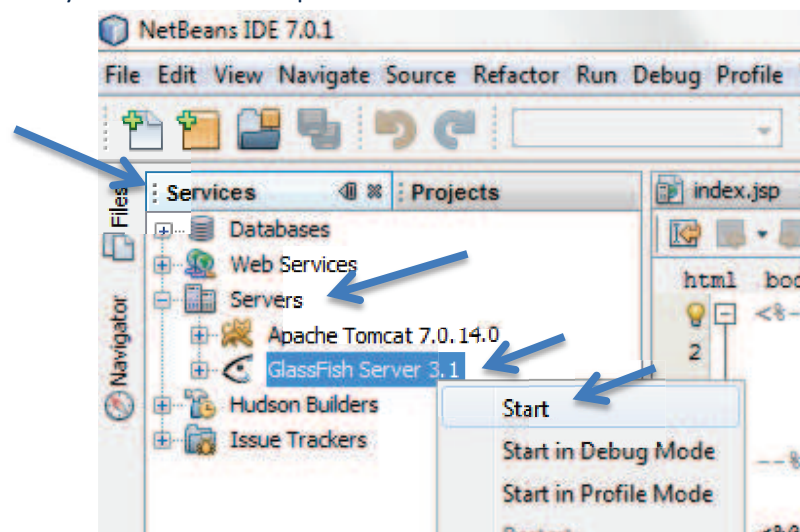 NetBeans IDE 7.0.1
File Edit View Navigate Source Refactor Run Debug Profile
Services Projects index.jsp
Files
Databases
Web Services
html
Servers
<%-
Apache Tomcat 7.0.14.0
Navigator
2
GlassFish Server 3.1
Hudson Builders
Start
Issue Trackers
Start in Debug Mode
Start in Profile Mode